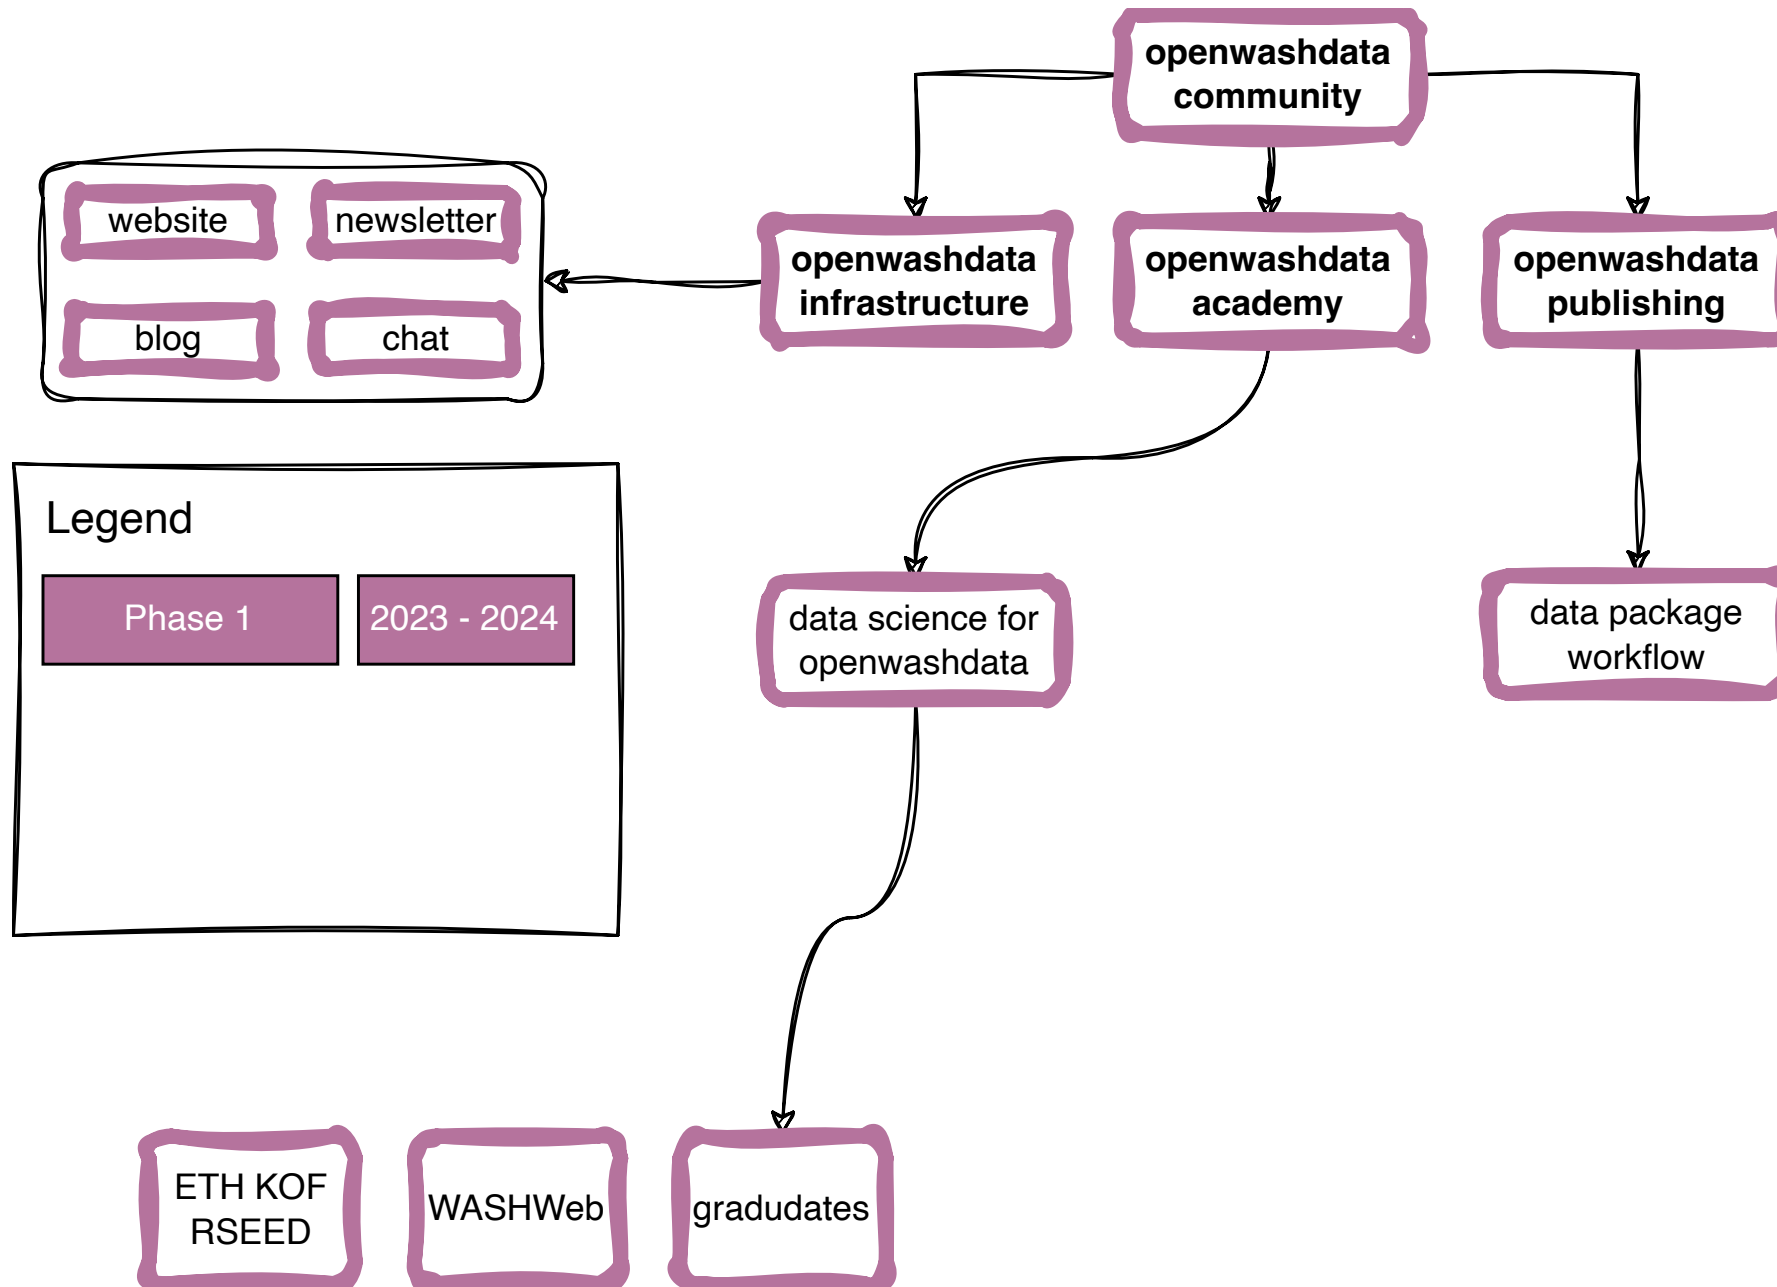 openwashdata
community
website
newsletter
blog
chat
openwashdata
infrastructure
openwashdata
academy
openwashdata
publishing
Legend
Phase 1
2023 - 2024
data science for
openwashdata
data package
workflow
ETH KOF
RSEED
WASHWeb
gradudates